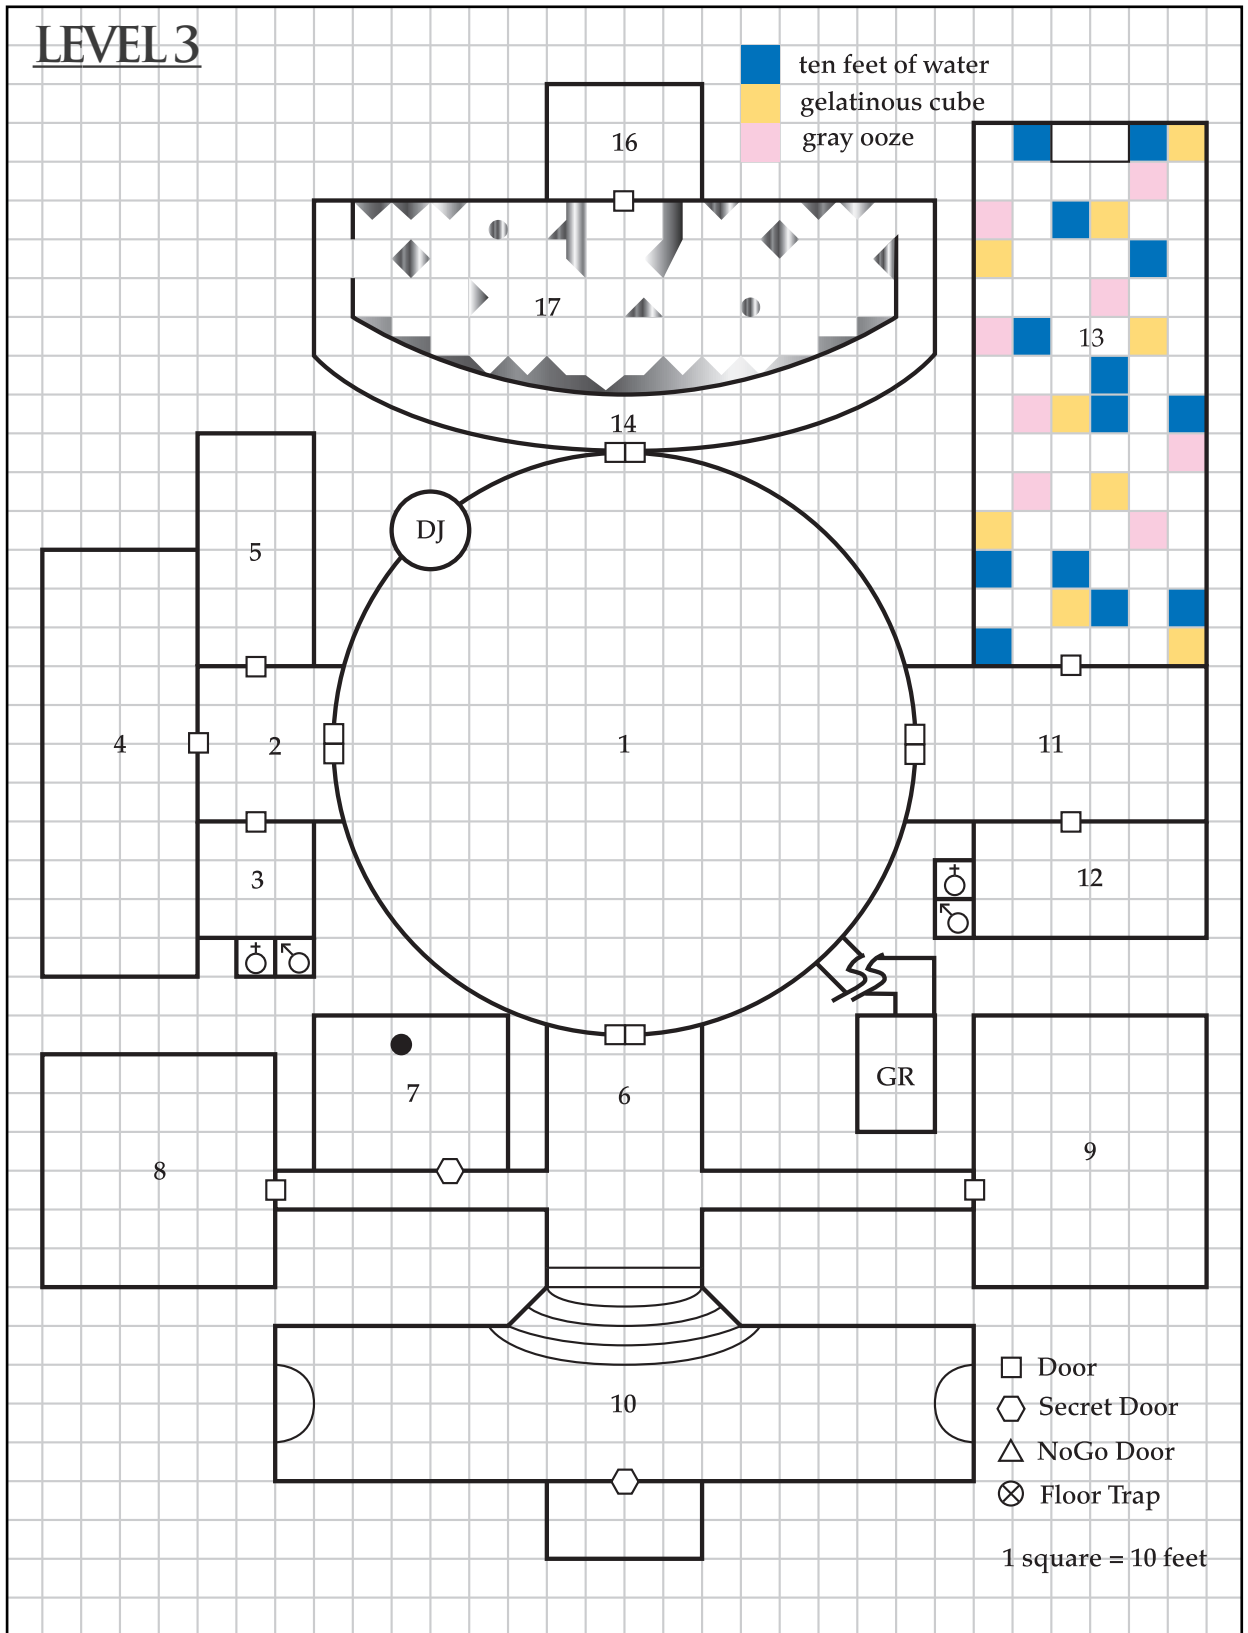 LEVEL 3
ten feet of water
gelatinous cube
gray ooze
16
17
13
14
DJ
5
4
2
1
11
3
12
6
GR
7
8
9
10
Door
Secret Door
NoGo Door
Floor Trap
1 square = 10 feet